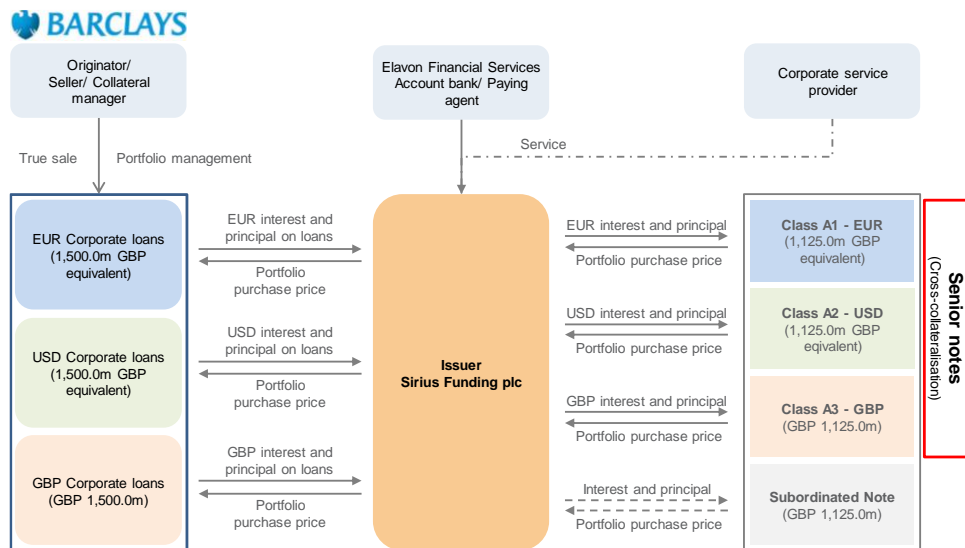 BARCLAYS
Originator/
Seller/ Collateral
manager
Elavon Financial Services
Account bank/ Paying
agent
Corporate service
provider
True sale
Portfolio management
Service
EUR Corporate loans
(1,500.0m GBP
equivalent)
EUR interest and
principal on loans
Portfolio
purchase price
USD Corporate loans
(1,500.0m GBP
equivalent)
USD interest and
principal on loans
Portfolio
purchase price
GBP Corporate loans
(GBP 1,500.0m)
GBP interest and
principal on loans
Portfolio
purchase price
Issuer
Sirius Funding plc
EUR interest and principal
Portfolio purchase price
USD interest and principal
Portfolio purchase price
GBP interest and principal
Portfolio purchase price
Interest and principal
Portfolio purchase price
Class A1 - EUR
(1,125.0m GBP
equivalent)
Class A2 - USD
(1,125.0m GBP
eqivalent)
Class A3 - GBP
(GBP 1,125.0m)
Subordinated Note
(GBP 1,125.0m)
Senior notes
(Cross-collateralisation)